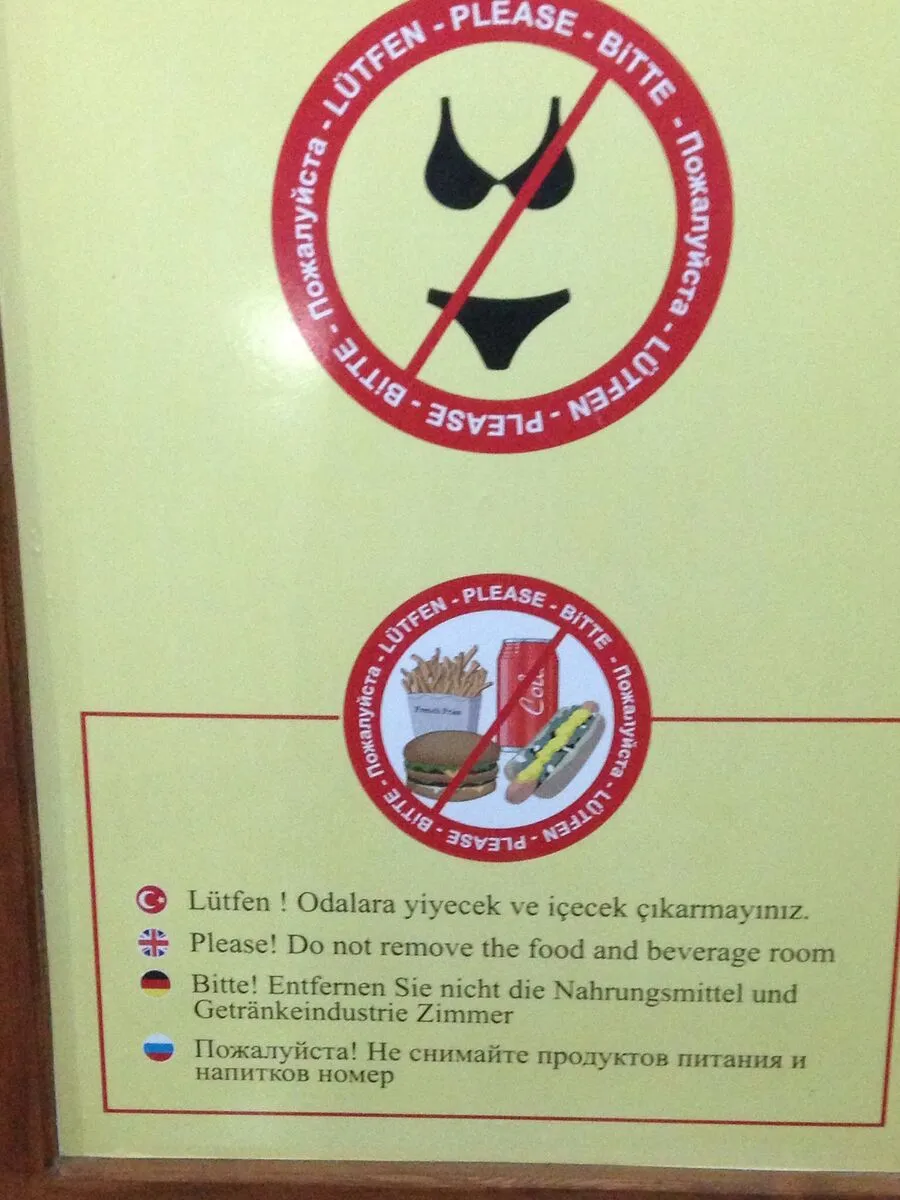 Пожалуйста - LÜTFEN - PLEASE - BiTTE - Пожалуйста - LÜTFEN - PLEASE - BiTTE -
Пожалуйста - LÜTFEN - PLEASE - BiTTE - Пожалуйста - LÜTFEN - PLEASE - BiTTE -
French Fries
Lütfen ! Odalara yiyecek ve içecek çıkarmayınız.
Please! Do not remove the food and beverage room
Bitte! Entfernen Sie nicht die Nahrungsmittel und
Getränkeindustrie Zimmer
Пожалуйста! Не снимайте продуктов питания и
напитков номер